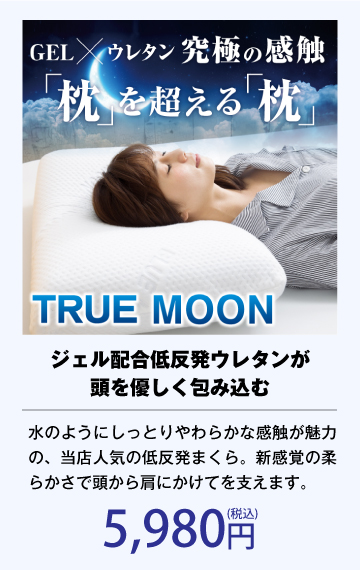 GEL×ウレタン 究極の感触
「枕」を超える「枕」
TRUE MOON
ジェル配合低反発ウレタンが
頭を優しく包み込む
水のようにしっとりやわらかな感触が魅力
の、当店人気の低反発まくら。新感覚の柔
らかさで頭から肩にかけてを支えます。
5,980円(税込)